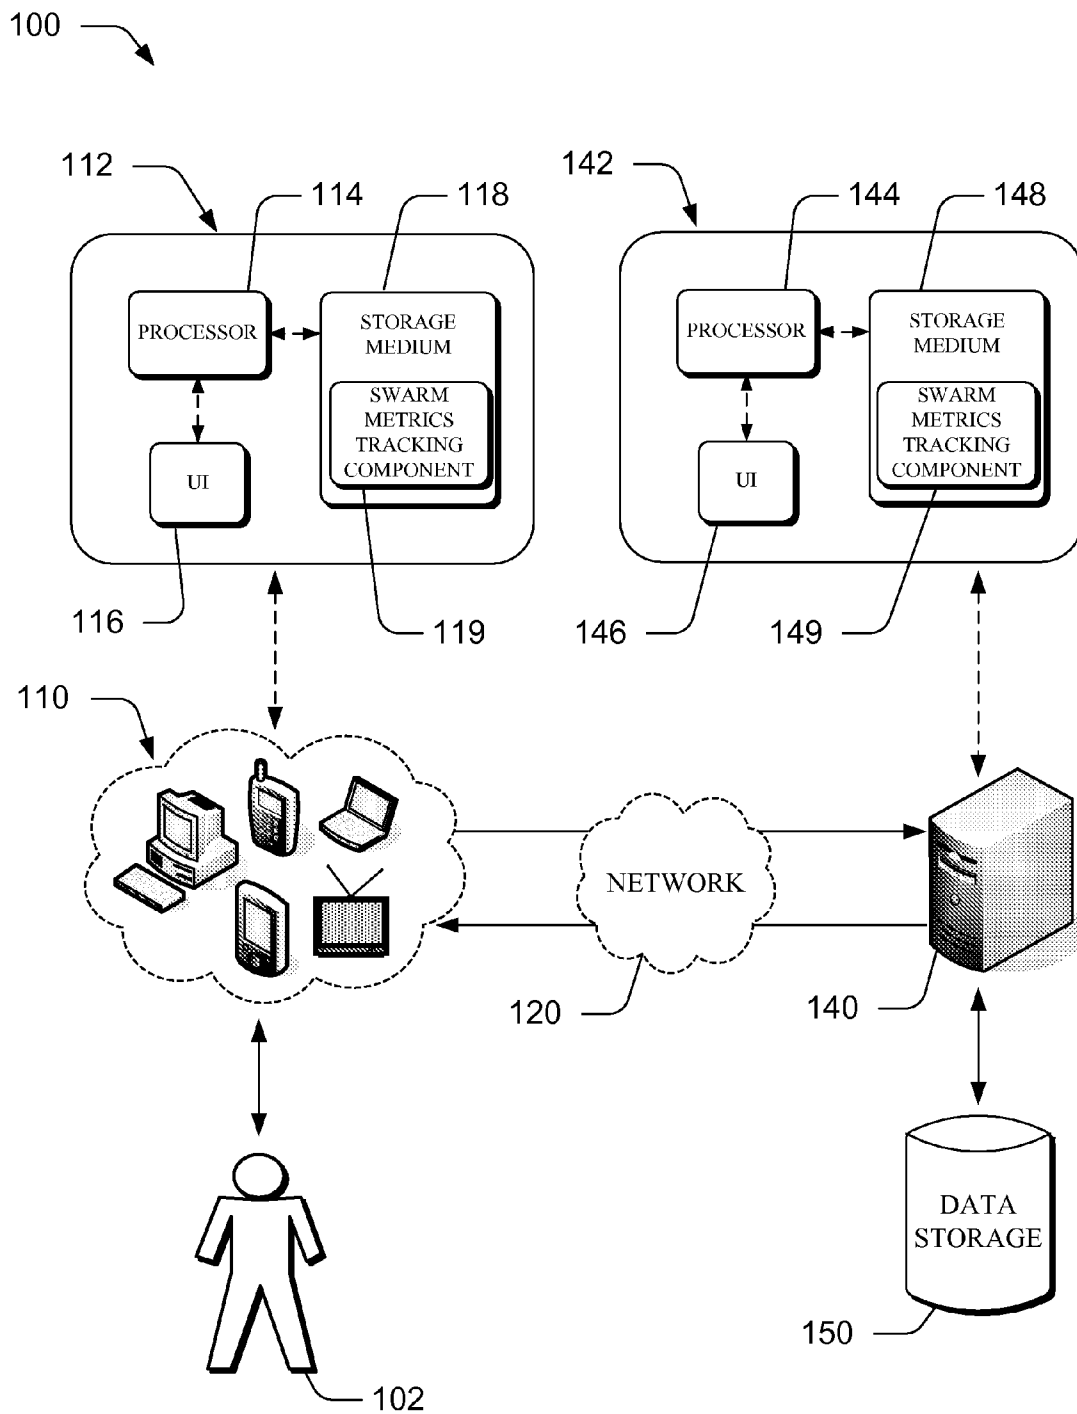 100
112
114
118
142
144
148
PROCESSOR
STORAGE
MEDIUM
SWARM
METRICS
TRACKING
COMPONENT
UI
PROCESSOR
STORAGE
MEDIUM
SWARM
METRICS
TRACKING
COMPONENT
UI
116
119
146
149
110
NETWORK
120
140
DATA
STORAGE
150
102